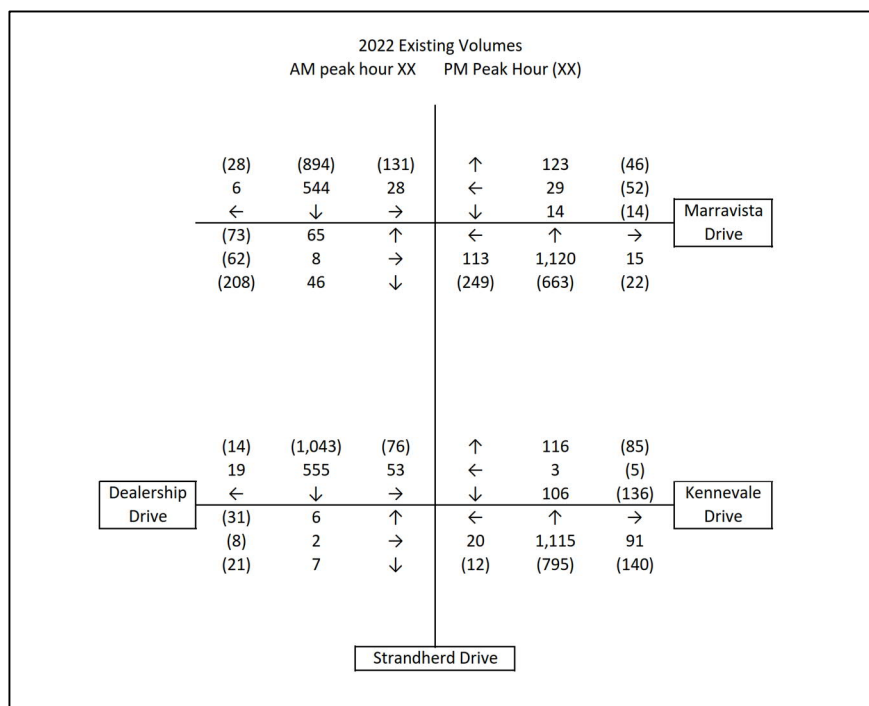 2022 Existing Volumes
AM peak hour XX PM Peak Hour (XX)
(28) (894) (131) ↑ 123 (46)
6 544 28 ← 29 (52)
← ↓ → ↓ 14 (14) Marravista
(73) 65 ↑ ← ↑ → Drive
(62) 8 → 113 1,120 15
(208) 46 ↓ (249) (663) (22)
(14) (1,043) (76) ↑ 116 (85)
19 555 53 ← 3 (5)
Dealership ← ↓ → ↓ 106 (136) Kennevale
Drive (31) 6 ↑ ← ↑ → Drive
(8) 2 → 20 1,115 91
(21) 7 ↓ (12) (795) (140)
Strandherd Drive